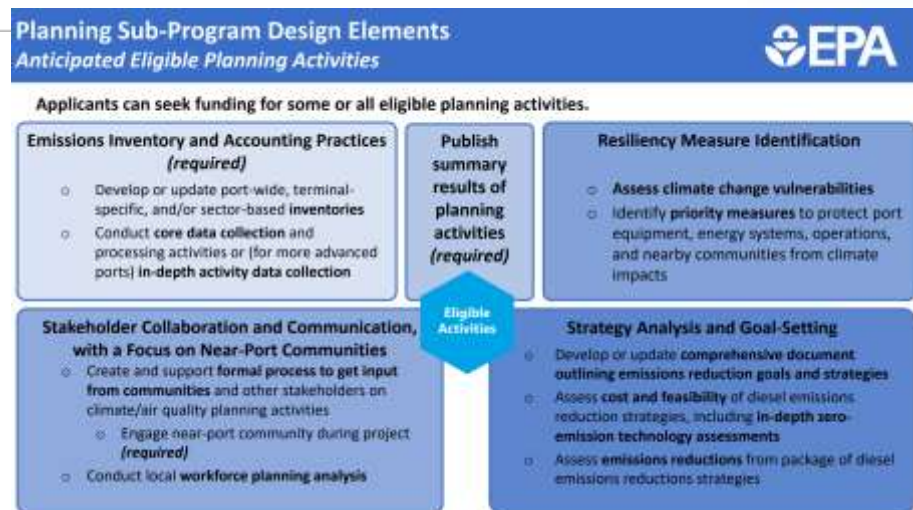 Planning Sub-Program Design Elements
Anticipated Eligible Planning Activities
EPA
Applicants can seek funding for some or all eligible planning activities.
Emissions Inventory and Accounting Practices
(required)
o Develop or update port-wide, terminal-
specific, and/or sector-based inventories
o Conduct core data collection and
processing activities or (for more advanced
ports) in-depth activity data collection
Publish
summary
results of
planning
activities
(required)
Resiliency Measure Identification
o Assess climate change vulnerabilities
o Identify priority measures to protect port
equipment, energy systems, operations,
and nearby communities from climate
impacts
Eligible
Activities
Stakeholder Collaboration and Communication,
with a Focus on Near-Port Communities
o Create and support formal process to get input
from communities and other stakeholders on
climate/air quality planning activities
o Engage near-port community during project
(required)
o Conduct local workforce planning analysis
Strategy Analysis and Goal-Setting
o Develop or update comprehensive document
outlining emissions reduction goals and strategies
o Assess cost and feasibility of diesel emissions
reduction strategies, including in-depth zero-
emission technology assessments
o Assess emissions reductions from package of diesel
emissions reductions strategies